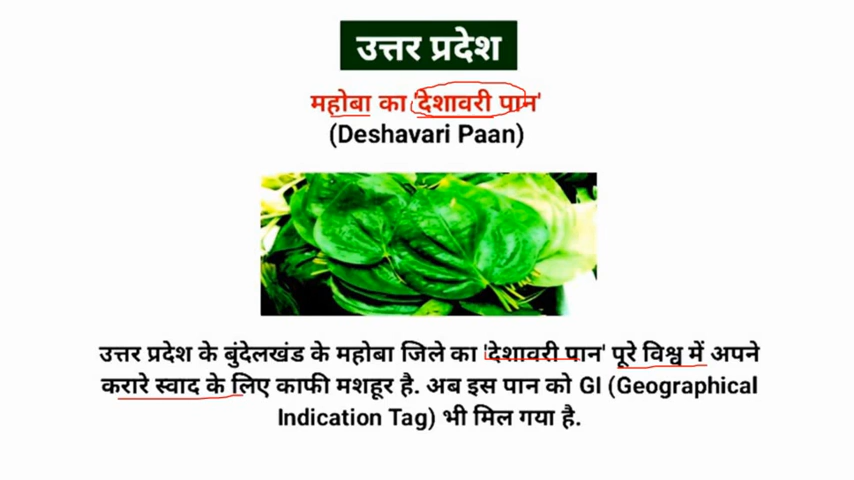 उत्तर प्रदेश
महोबा का 'देशावरी पान'
(Deshavari Paan)
उत्तर प्रदेश के बुंदेलखंड के महोबा जिले का 'देशावरी पान' पूरे विश्व में अपने
करारे स्वाद के लिए काफी मशहूर है. अब इस पान को GI (Geographical
Indication Tag) भी मिल गया है.